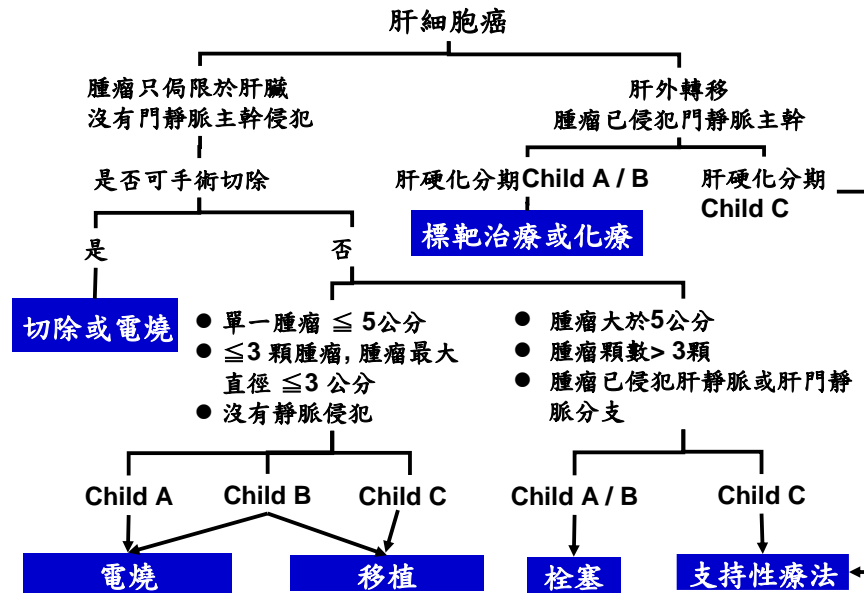 肝細胞癌
腫瘤只侷限於肝臟
沒有門靜脈主幹侵犯
肝外轉移
腫瘤已侵犯門靜脈主幹
是否可手術切除
肝硬化分期Child A / B
肝硬化分期
Child C
標靶治療或化療
是
否
切除或電燒
● 單一腫瘤 ≦ 5公分
● ≦3 顆腫瘤, 腫瘤最大
直徑 ≦3 公分
● 沒有靜脈侵犯
● 腫瘤大於5公分
● 腫瘤顆數> 3顆
● 腫瘤已侵犯肝靜脈或肝門靜
脈分支
Child A
Child B
Child C
Child A / B
Child C
電燒
移植
栓塞
支持性療法